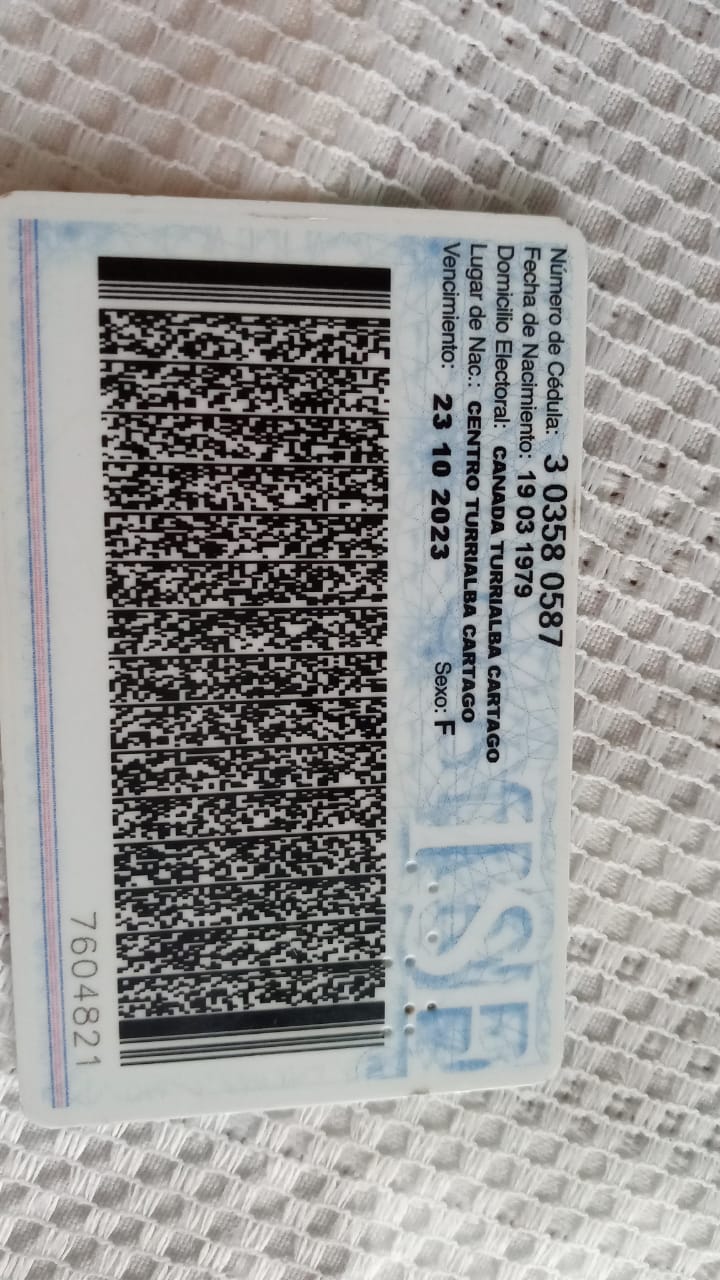 Número de Cédula: 3 0358 0587
Fecha de Nacimiento: 19 03 1979
Domicilio Electoral: CANADA TURRIALBA CARTAGO
Lugar de Nac.: CENTRO TURRIALBA CARTAGO
Vencimiento: 23 10 2023 Sexo: F
TSE
7604821